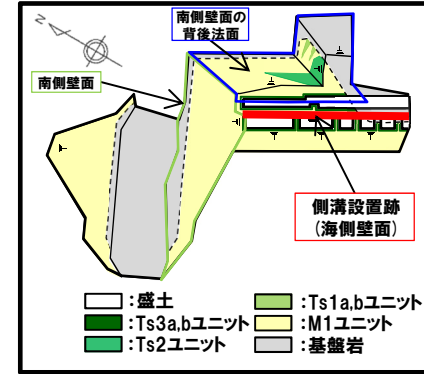 南側壁面の
背後法面
N
南側壁面
側溝設置跡
(海側壁面)
:盛土
:Ts1a,bユニット
:Ts3a,bユニット
:M1ユニット
:Ts2ユニット
:基盤岩